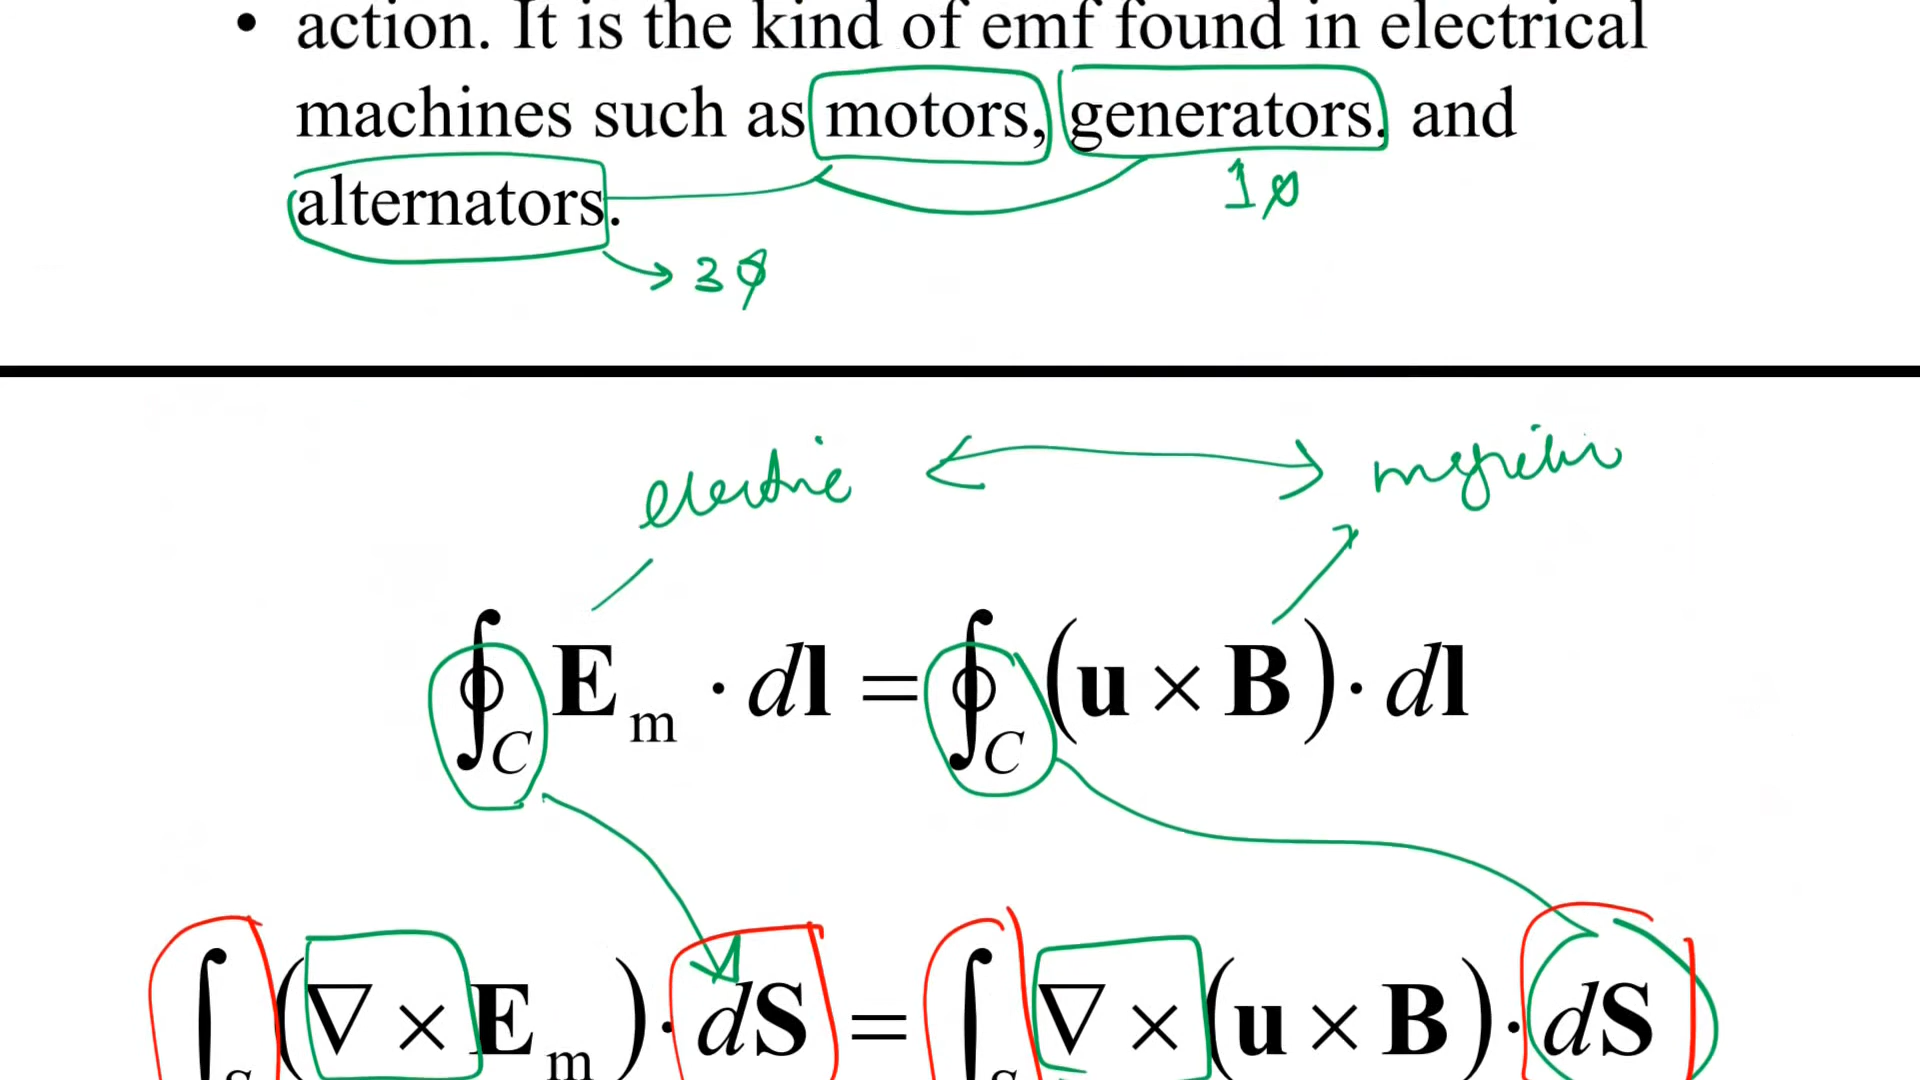 • action. It is the kind of emf found in electrical
machines such as motors, generators, and
alternators.
1ϕ
→ 3ϕ
electric ↔ magnetic
∮_C E_m · dl = ∮_C (u × B) · dl
∫_S (∇ × E_m) · dS = ∫_S ∇ × (u × B) · dS